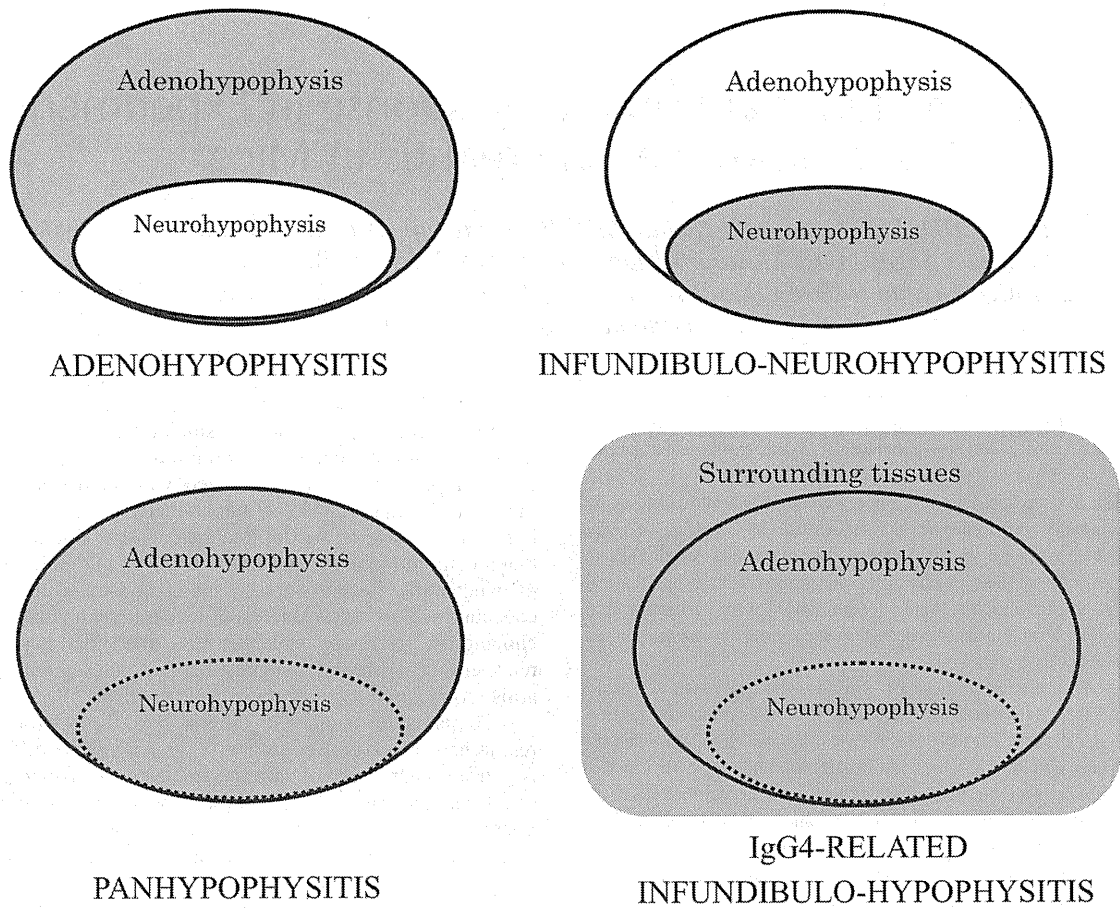 Adenohypophysis
Neurohypophysis
ADENOHYPOPHYSITIS
Adenohypophysis
Neurohypophysis
INFUNDIBULO-NEUROHYPOPHYSITIS
Adenohypophysis
Neurohypophysis
PANHYPOPHYSITIS
Surrounding tissues
Adenohypophysis
Neurohypophysis
IgG4-RELATED
INFUNDIBULO-HYPOPHYSITIS